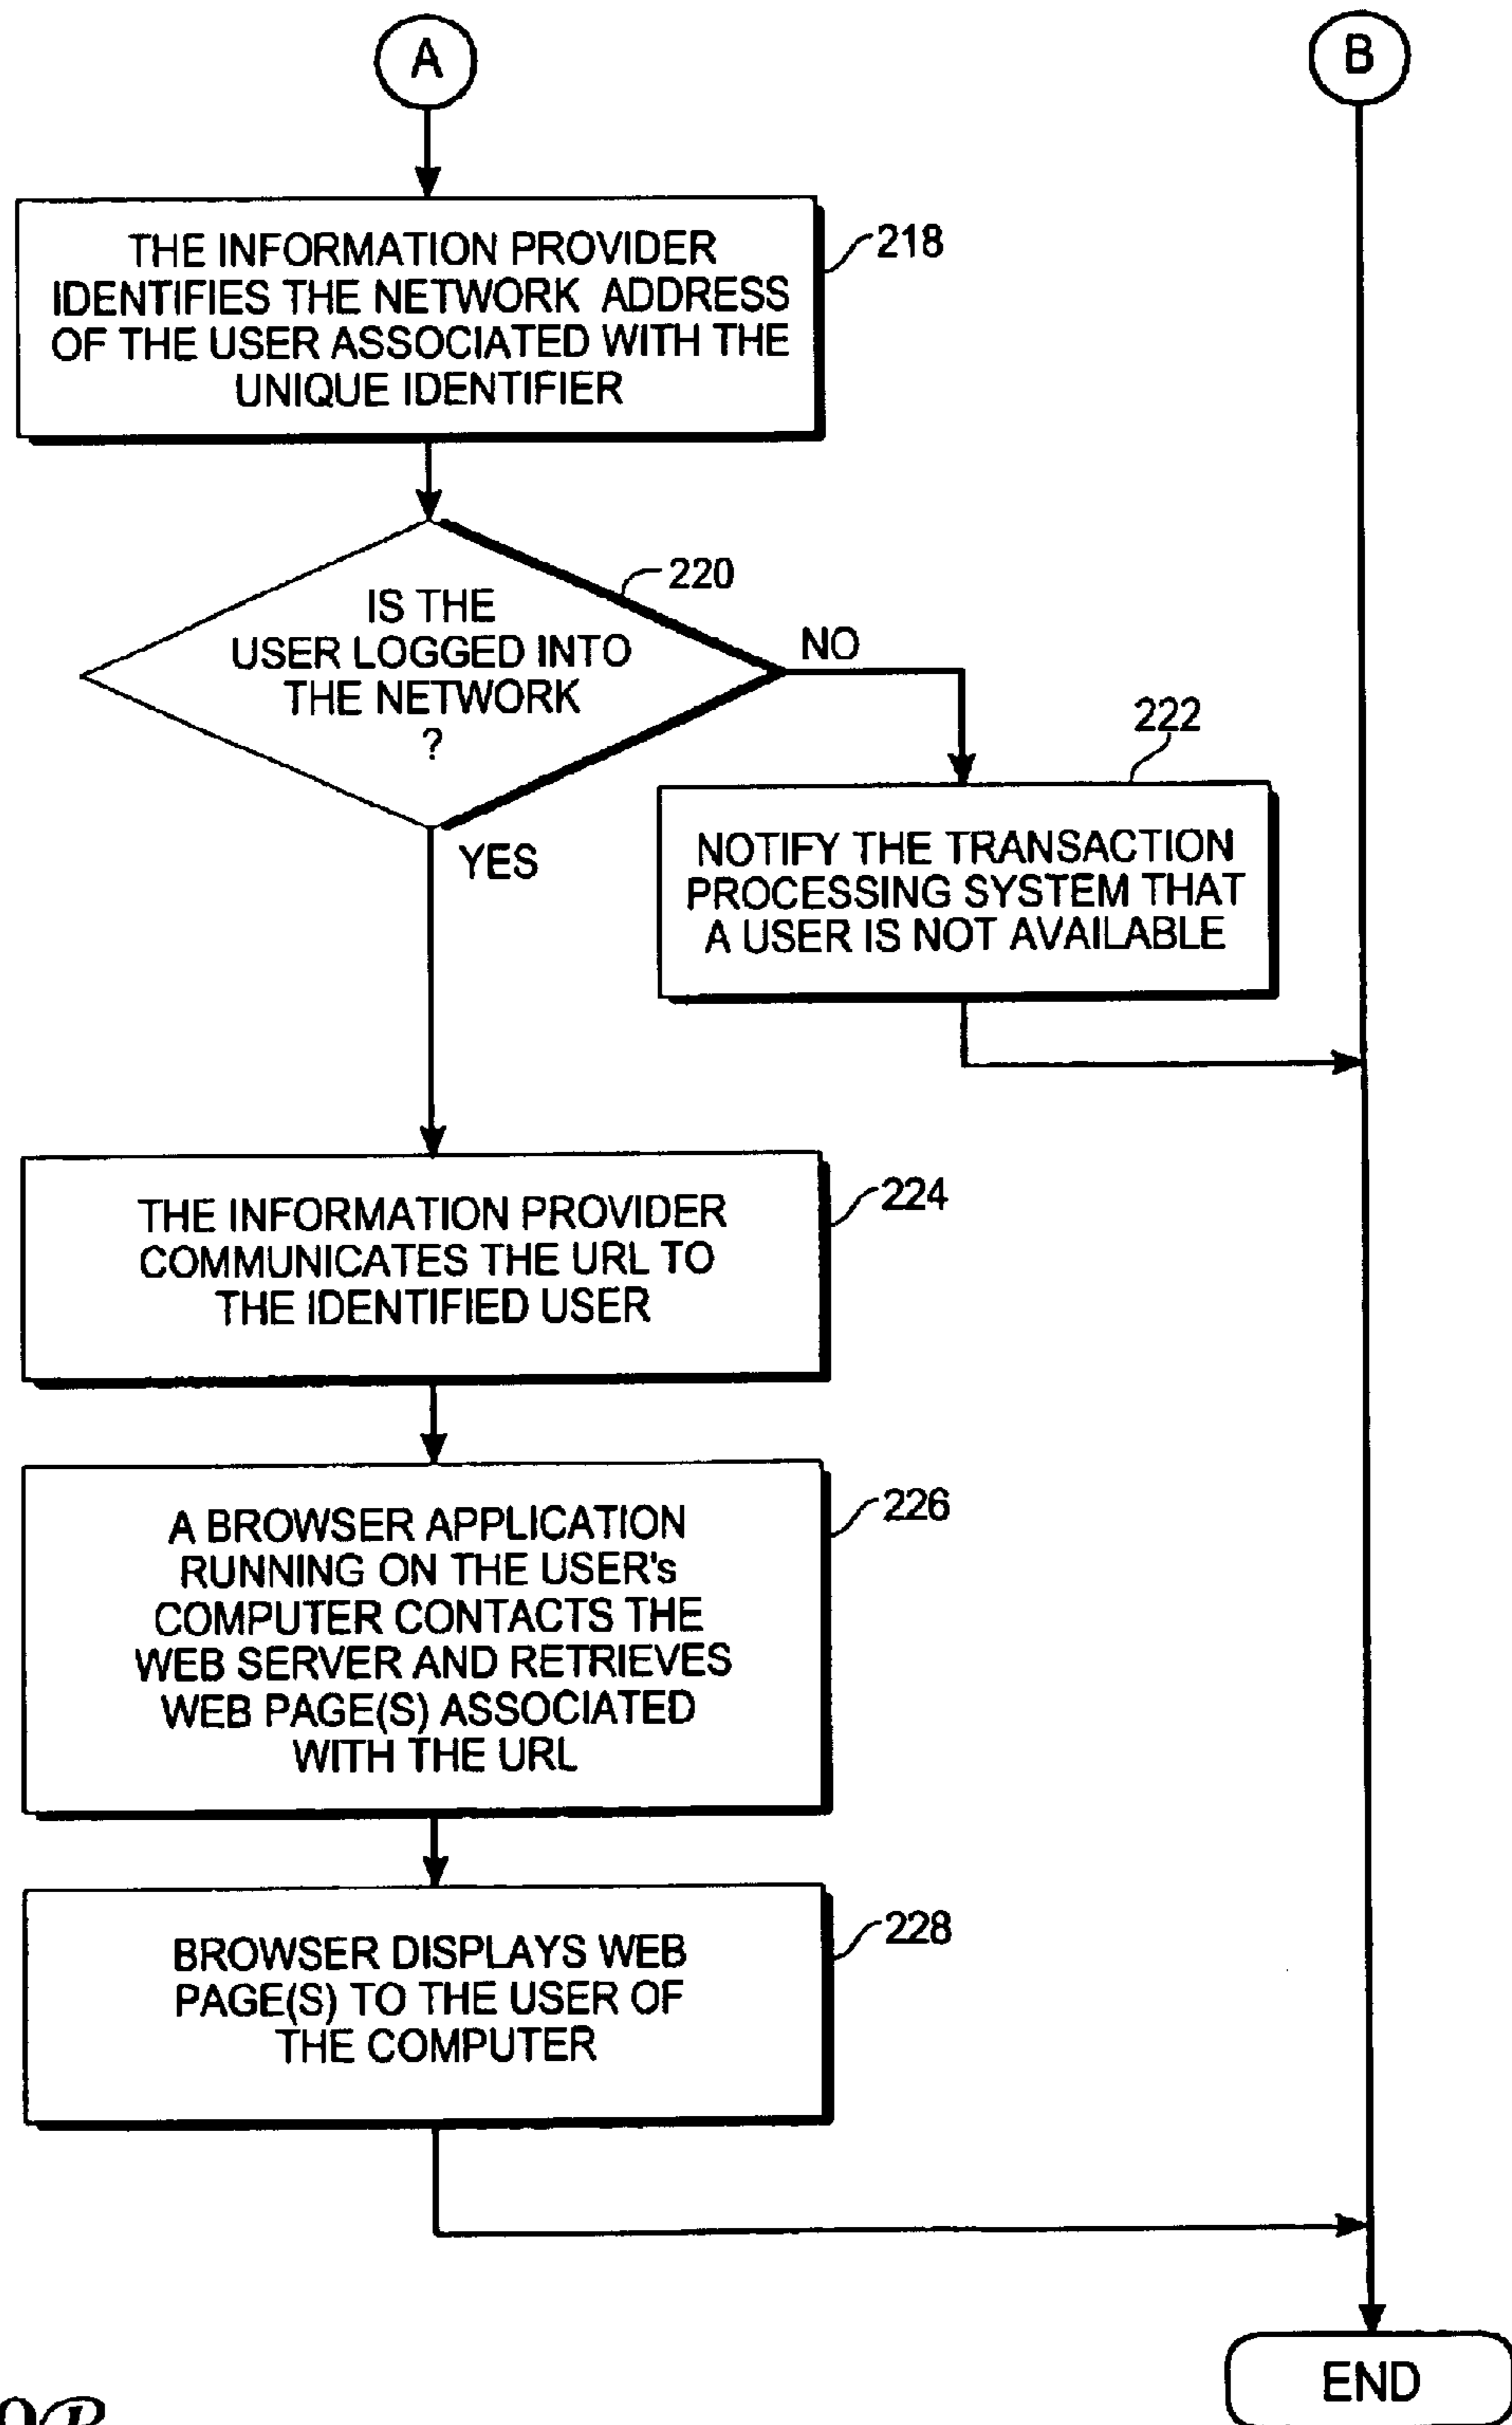 A
B
THE INFORMATION PROVIDER
IDENTIFIES THE NETWORK ADDRESS
OF THE USER ASSOCIATED WITH THE
UNIQUE IDENTIFIER
218
IS THE
USER LOGGED INTO
THE NETWORK
?
220
NO
YES
222
NOTIFY THE TRANSACTION
PROCESSING SYSTEM THAT
A USER IS NOT AVAILABLE
THE INFORMATION PROVIDER
COMMUNICATES THE URL TO
THE IDENTIFIED USER
224
A BROWSER APPLICATION
RUNNING ON THE USER's
COMPUTER CONTACTS THE
WEB SERVER AND RETRIEVES
WEB PAGE(S) ASSOCIATED
WITH THE URL
226
BROWSER DISPLAYS WEB
PAGE(S) TO THE USER OF
THE COMPUTER
228
END